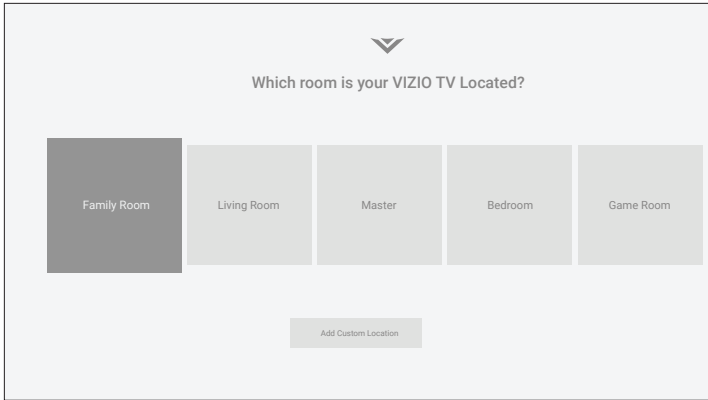 Which room is your VIZIO TV Located?
Family Room
Living Room
Master
Bedroom
Game Room
Add Custom Location